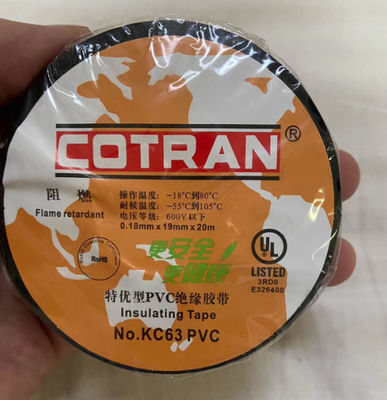 COTRAN®
阻燃
Flame retardant
操作温度: -18°C到80°C
耐候温度: -55°C到105°C
电压等级: 600V以下
0.18mm x 19mm x 20m
更安全
更健康
RoHS
UL
LISTED
3RD0
E326400
特优型PVC绝缘胶带
Insulating Tape
No.KC63 PVC